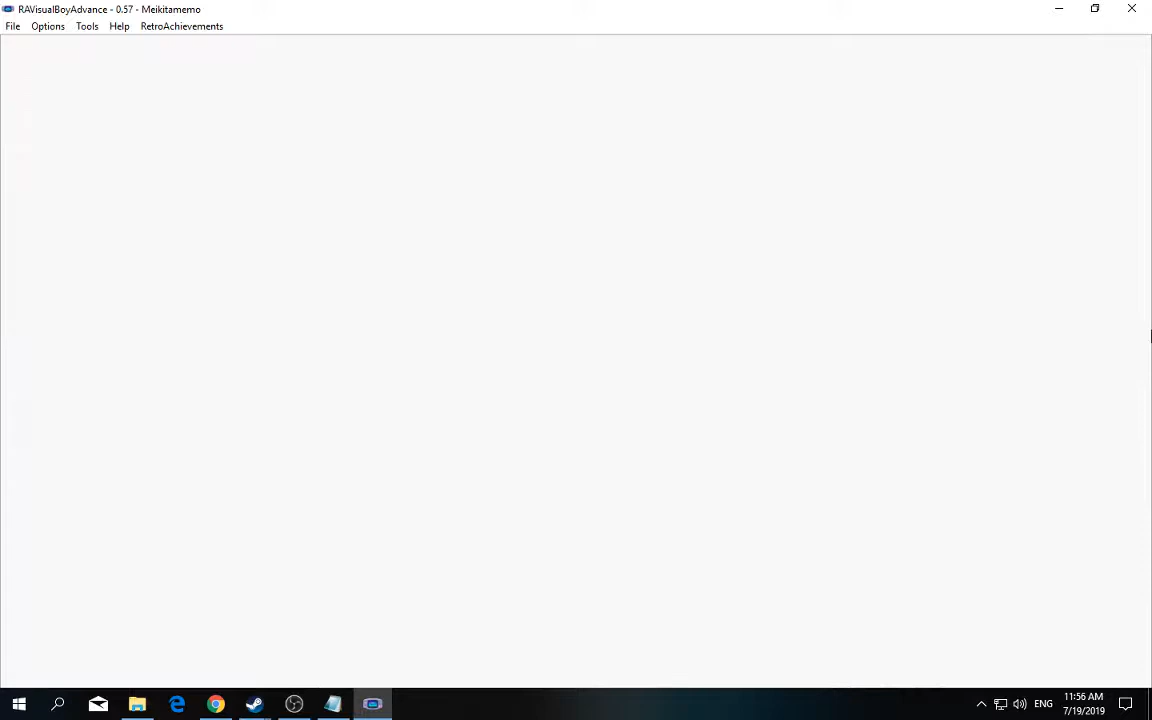 RAVisualBoyAdvance - 0.57 - Meikitamemo
File Options Tools Help RetroAchievements
ENG
11:56 AM
7/19/2019